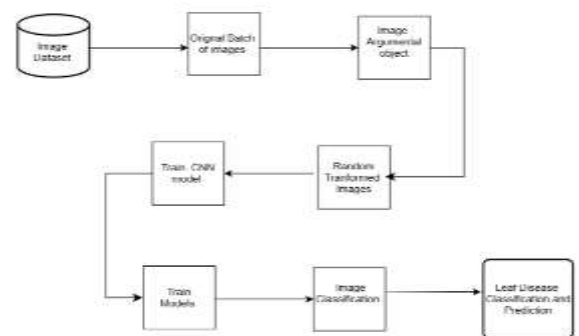 Image
Dataset
Original Batch
of images
Image
Argumental
object
Random
Tranformed
Images
Train CNN
model
Train
Models
Image
Classification
Leaf Disease
Classification and
Prediction